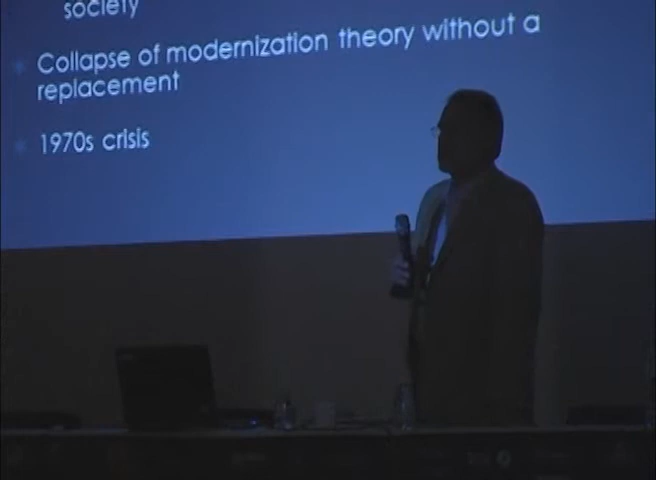 society
Collapse of modernization theory without a
replacement
1970s crisis